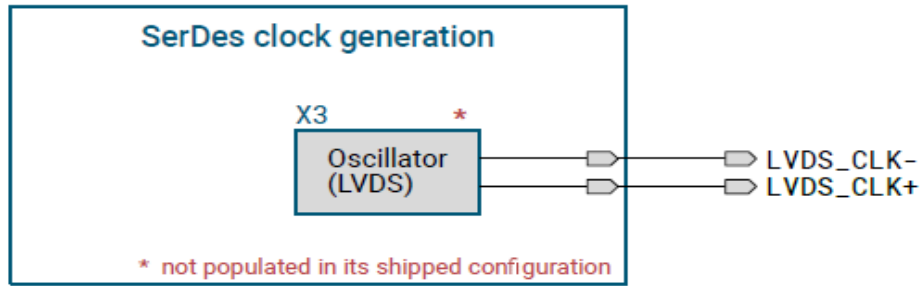 SerDes clock generation
X3 *
Oscillator
(LVDS)
LVDS_CLK-
LVDS_CLK+
* not populated in its shipped configuration